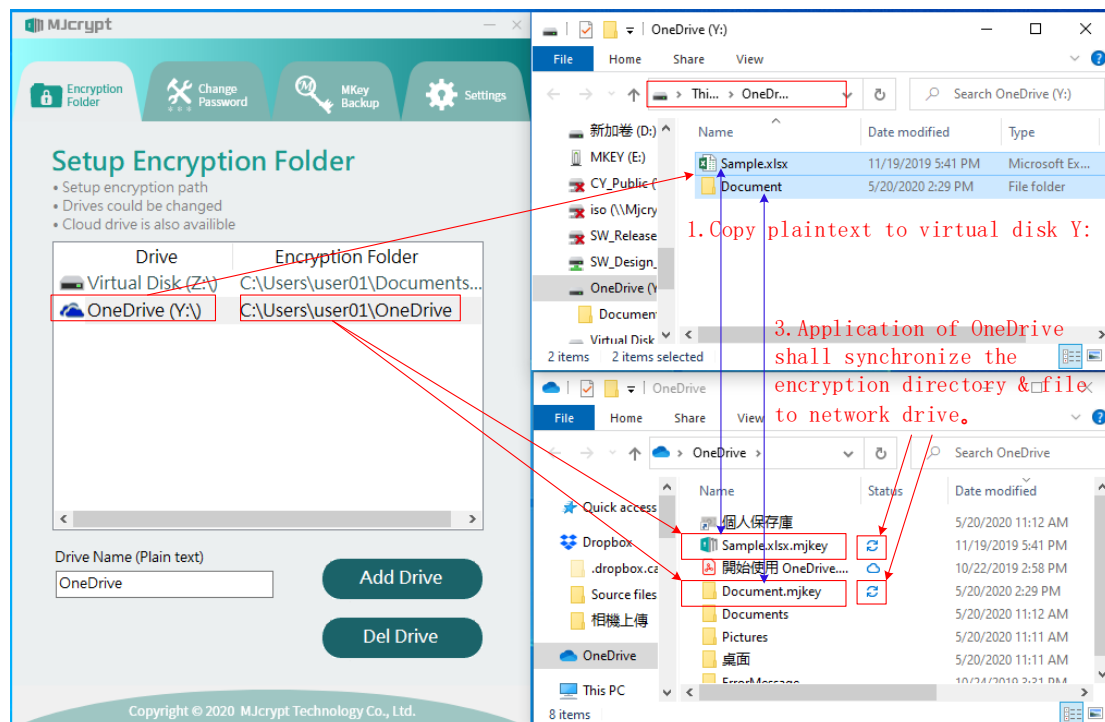 MJcrypt
Encryption
Folder
Change
Password
MKey
Backup
Settings
Setup Encryption Folder
• Setup encryption path
• Drives could be changed
• Cloud drive is also availible
Drive Encryption Folder
Virtual Disk (Z:\) C:\Users\user01\Documents...
OneDrive (Y:\) C:\Users\user01\OneDrive
Drive Name (Plain text)
OneDrive
Add Drive
Del Drive
Copyright © 2020 MJcrypt Technology Co., Ltd.
OneDrive (Y:)
File Home Share View
Thi... › OneDr... Search OneDrive (Y:)
新加卷 (D:)
MKEY (E:)
CY_Public (
iso (\\Mjcry
SW_Release
SW_Design_
OneDrive (Y
Documen
Virtual Disk
Name Date modified Type
Sample.xlsx 11/19/2019 5:41 PM Microsoft Ex...
Document 5/20/2020 2:29 PM File folder
1.Copy plaintext to virtual disk Y:
2 items 2 items selected
3.Application of OneDrive
shall synchronize the
encryption directory & file
to network drive。
OneDrive
File Home Share View
OneDrive › Search OneDrive
Quick access
Dropbox
.dropbox.ca
Source files
相機上傳
OneDrive
This PC
Name Status Date modified
個人保存庫 5/20/2020 11:12 AM
Sample.xlsx.mjkey 11/19/2019 5:41 PM
開始使用 OneDrive.... 10/22/2019 2:58 PM
Document.mjkey 5/20/2020 2:29 PM
Documents 5/20/2020 11:12 AM
Pictures 5/20/2020 11:11 AM
桌面 5/20/2020 11:11 AM
ErrorMessage 10/24/2019 3:31 PM
8 items